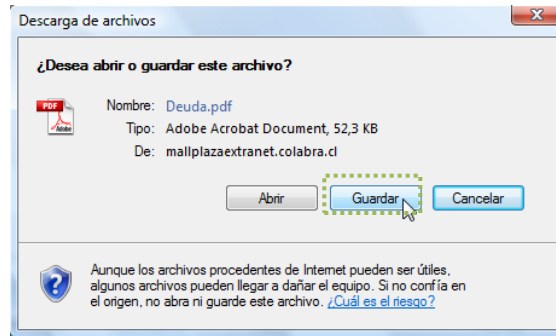 Descarga de archivos
¿Desea abrir o guardar este archivo?
PDF
Adobe
Nombre: Deuda.pdf
Tipo: Adobe Acrobat Document, 52,3 KB
De: mallplazaextranet.colabra.cl
Abrir Guardar Cancelar
Aunque los archivos procedentes de Internet pueden ser útiles,
algunos archivos pueden llegar a dañar el equipo. Si no confía en
el origen, no abra ni guarde este archivo. ¿Cuál es el riesgo?